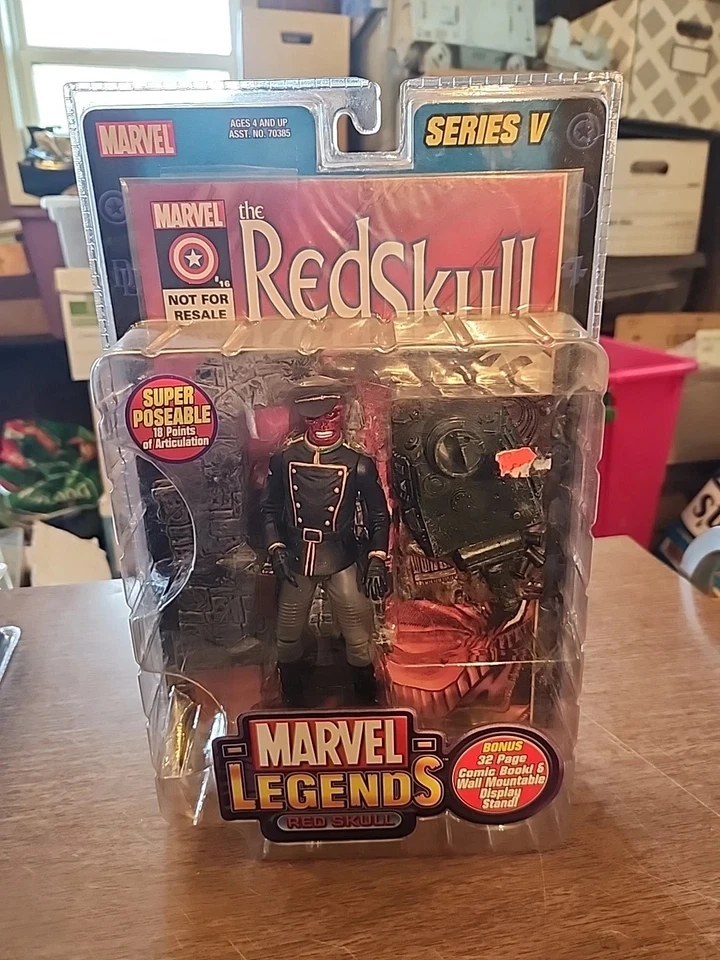 MARVEL
AGES 4 AND UP
ASST. NO. 70385
SERIES V
MARVEL
the
RedSkull
#16
NOT FOR
RESALE
SUPER
POSEABLE
18 Points
of Articulation
MARVEL
LEGENDS
RED SKULL
BONUS
32 Page
Comic Book! &
Wall Mountable
Display
Stand!